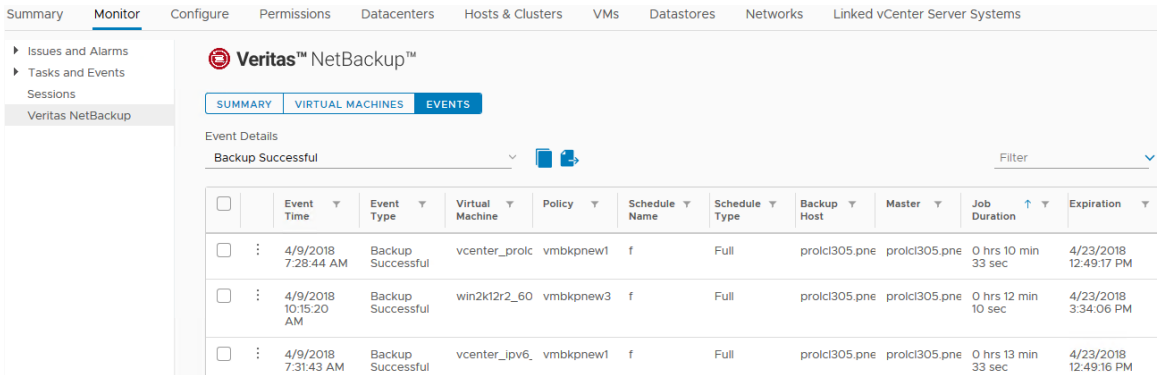 Summary Monitor Configure Permissions Datacenters Hosts & Clusters VMs Datastores Networks Linked vCenter Server Systems
Issues and Alarms
Tasks and Events
Sessions
Veritas NetBackup
Veritas™ NetBackup™
SUMMARY VIRTUAL MACHINES EVENTS
Event Details
Backup Successful
Filter
Event Event Virtual Policy Schedule Schedule Backup Master Job Expiration
Time Type Machine Name Type Host Duration
4/9/2018 Backup vcenter_prolc vmbkpnew1 f Full prolcl305.pne prolcl305.pne 0 hrs 10 min 4/23/2018
7:28:44 AM Successful 33 sec 12:49:17 PM
4/9/2018 Backup win2k12r2_60 vmbkpnew3 f Full prolcl305.pne prolcl305.pne 0 hrs 12 min 4/23/2018
10:15:20 Successful 10 sec 3:34:06 PM
AM
4/9/2018 Backup vcenter_ipv6_ vmbkpnew1 f Full prolcl305.pne prolcl305.pne 0 hrs 13 min 4/23/2018
7:31:43 AM Successful 33 sec 12:49:16 PM